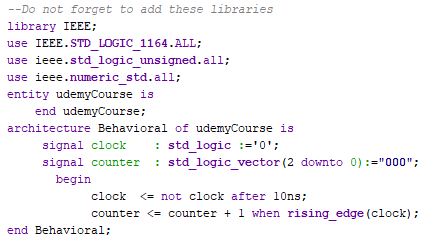 --Do not forget to add these libraries
library IEEE;
use IEEE.STD_LOGIC_1164.ALL;
use ieee.std_logic_unsigned.all;
use ieee.numeric_std.all;
entity udemyCourse is
    end udemyCourse;
architecture Behavioral of udemyCourse is
     signal clock    : std_logic :='0';
     signal counter  : std_logic_vector(2 downto 0):="000";
       begin
            clock  <= not clock after 10ns;
            counter <= counter + 1 when rising_edge(clock);
end Behavioral;